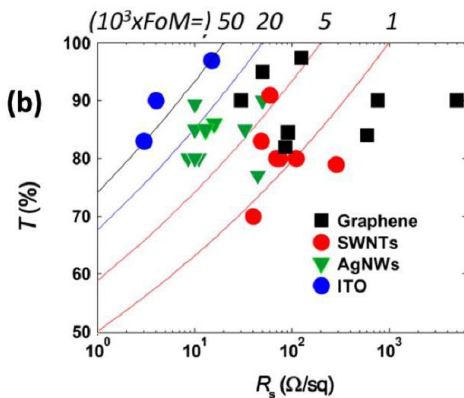 (10³xFoM=) 50 20 5 1
(b)
100
90
80
70
60
50
T (%)
Graphene
SWNTs
AgNWs
ITO
10⁰ 10¹ 10² 10³
Rₛ (Ω/sq)